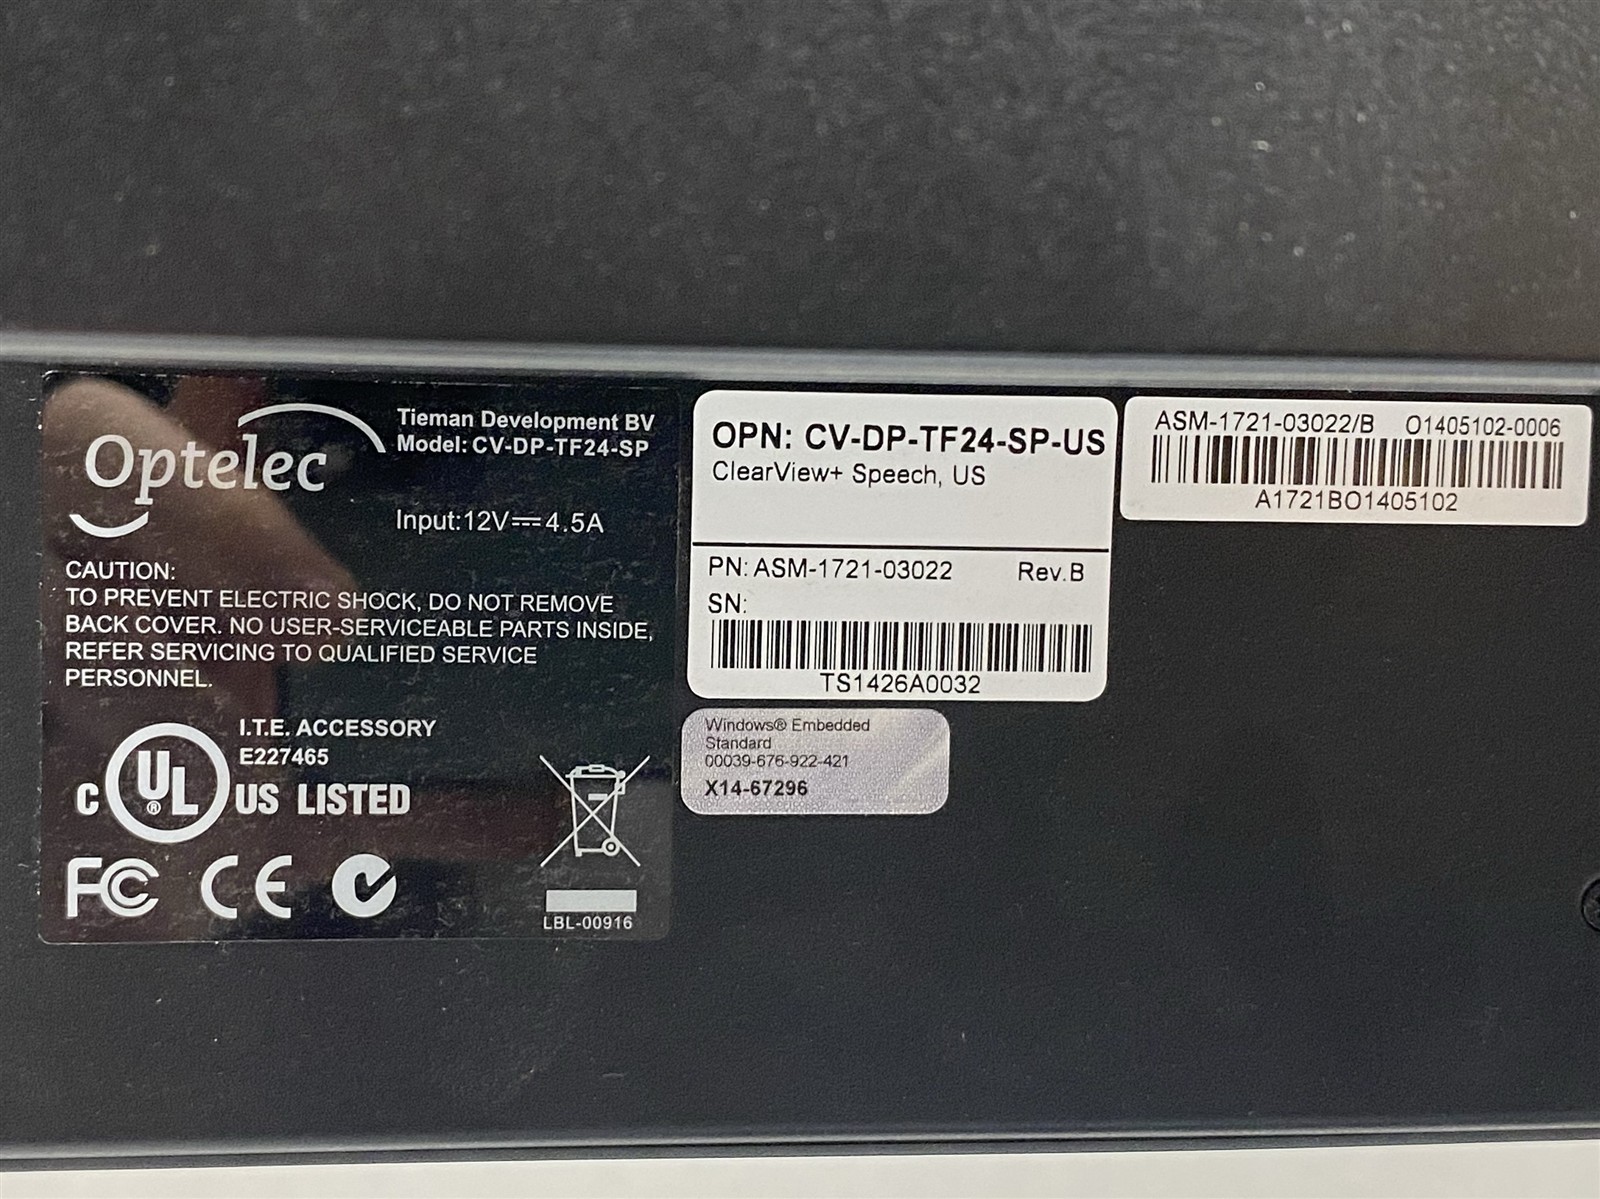 Optelec
Tieman Development BV
Model: CV-DP-TF24-SP
Input:12V⎓4.5A
CAUTION:
TO PREVENT ELECTRIC SHOCK, DO NOT REMOVE
BACK COVER. NO USER-SERVICEABLE PARTS INSIDE,
REFER SERVICING TO QUALIFIED SERVICE
PERSONNEL.
I.T.E. ACCESSORY
E227465
C UL® US LISTED
FC CE
LBL-00916
OPN: CV-DP-TF24-SP-US
ClearView+ Speech, US
PN: ASM-1721-03022 Rev.B
SN:
TS1426A0032
Windows® Embedded
Standard
00039-676-922-421
X14-67296
ASM-1721-03022/B O1405102-0006
A1721BO1405102